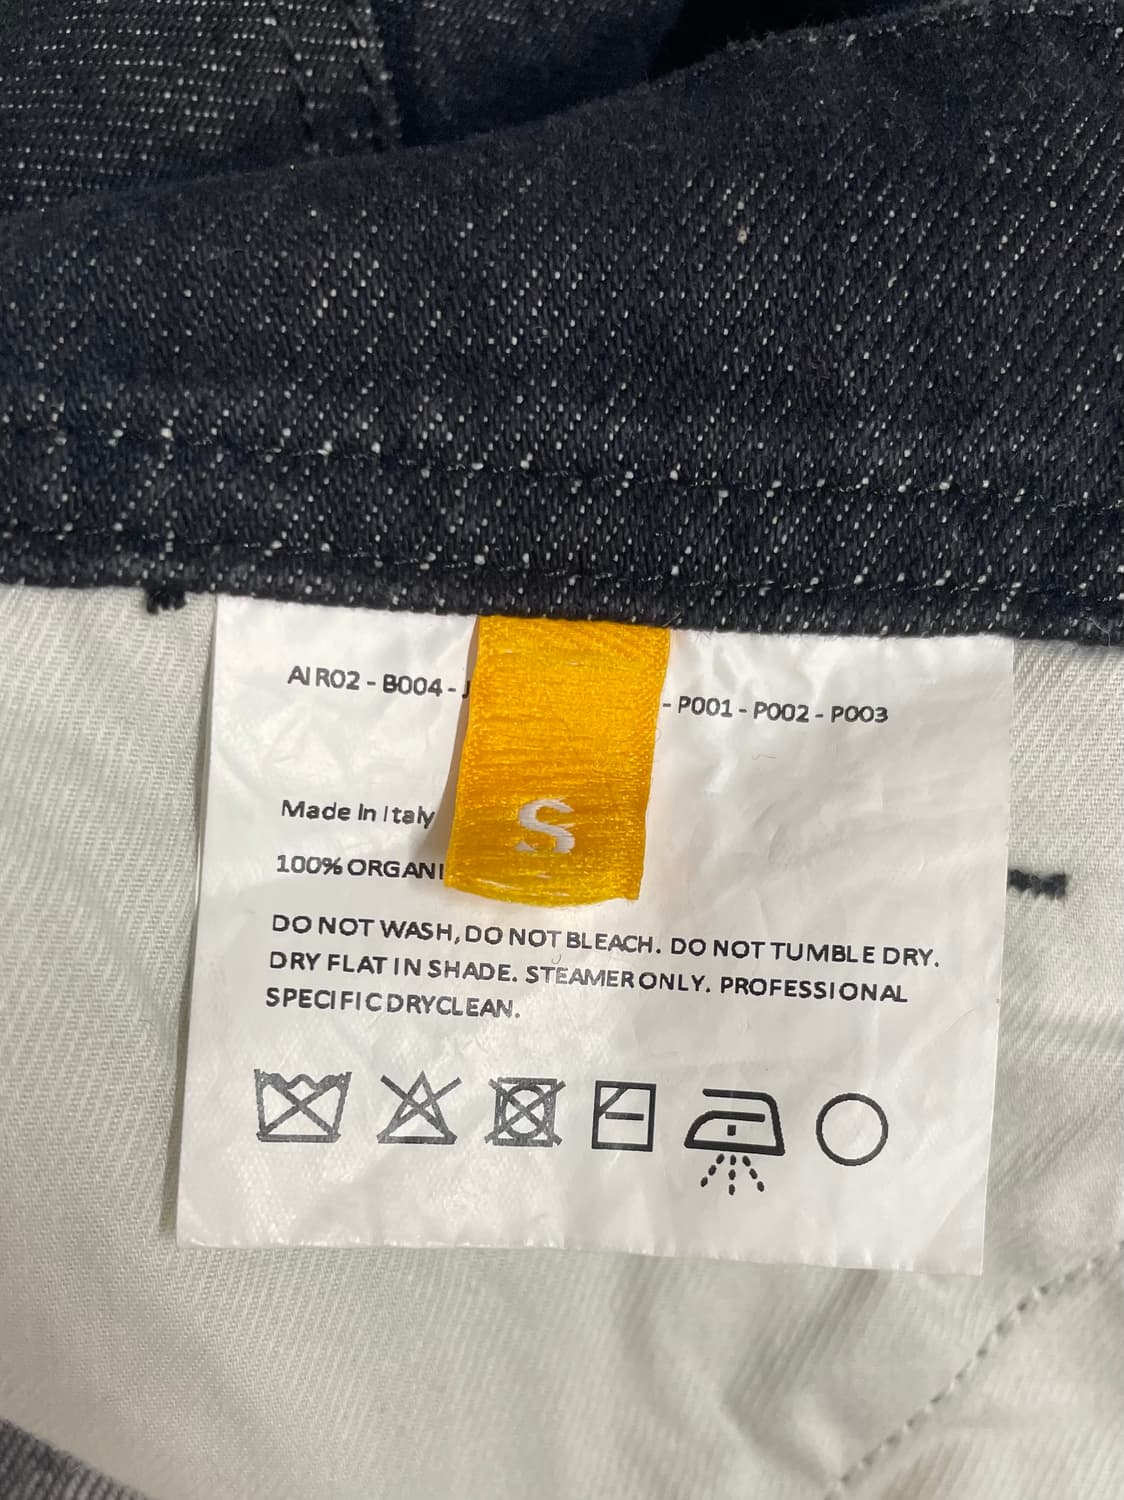 AIR02 - B004 - - P001 - P002 - P003
S
Made In Italy
100% ORGANI
DO NOT WASH, DO NOT BLEACH. DO NOT TUMBLE DRY.
DRY FLAT IN SHADE. STEAMER ONLY. PROFESSIONAL
SPECIFIC DRYCLEAN.